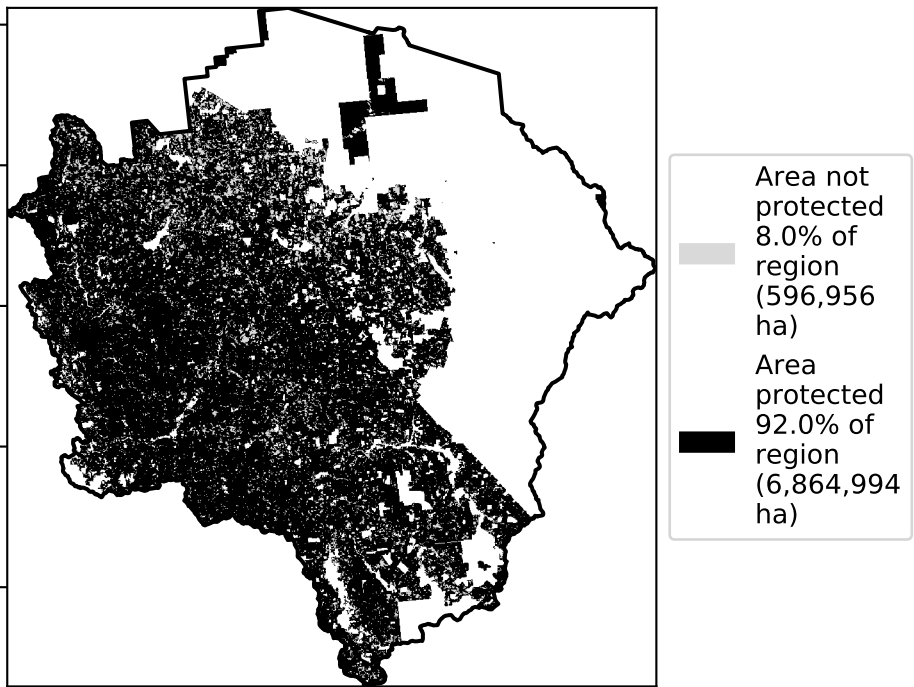 Area not
protected
8.0% of
region
(596,956
ha)
Area
protected
92.0% of
region
(6,864,994
ha)